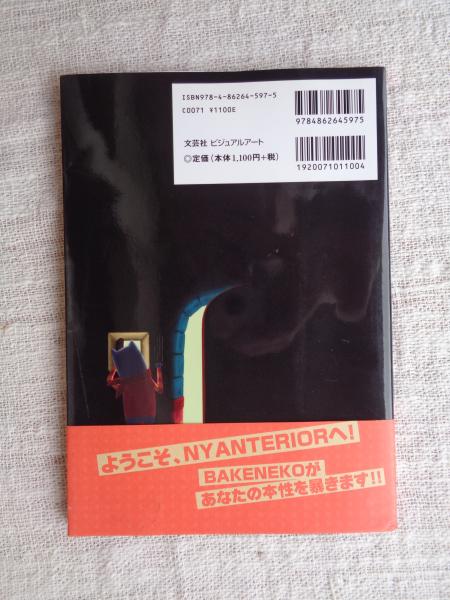 ISBN978-4-86264-597-5
C0071 ¥1100E
文芸社 ビジュアルアート
◎定価(本体1,100円+税)
9784862645975
1920071011004
ようこそ、NYANTERIORへ!
BAKENEKOが
あなたの本性を暴きます!!